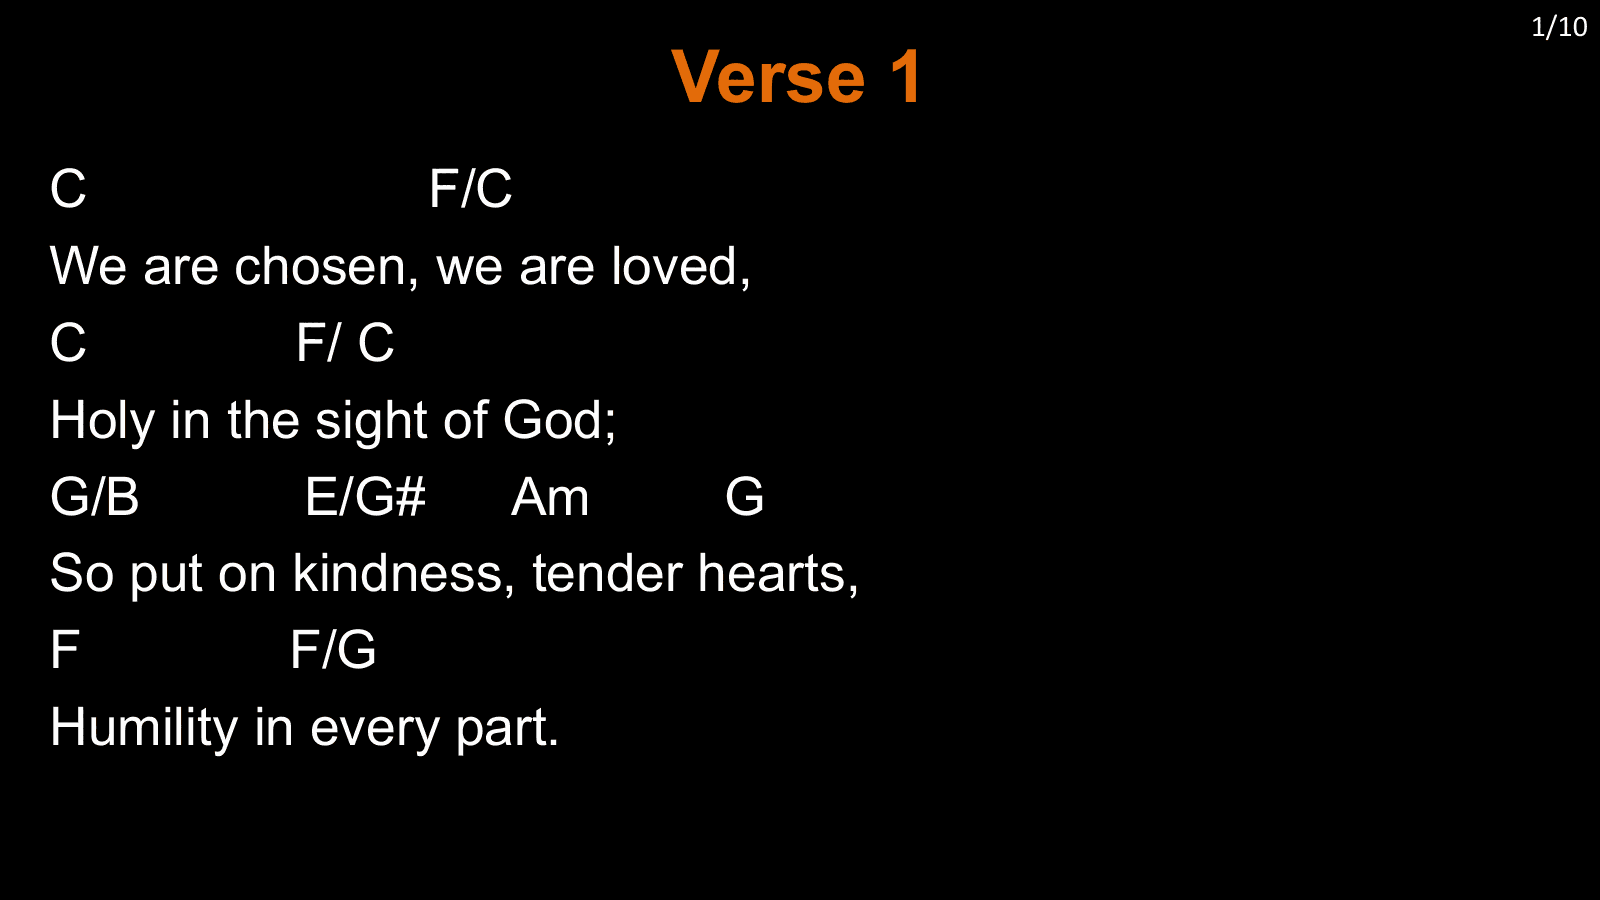 1/10
Verse 1
C F/C
We are chosen, we are loved,
C F/ C
Holy in the sight of God;
G/B E/G# Am G
So put on kindness, tender hearts,
F F/G
Humility in every part.